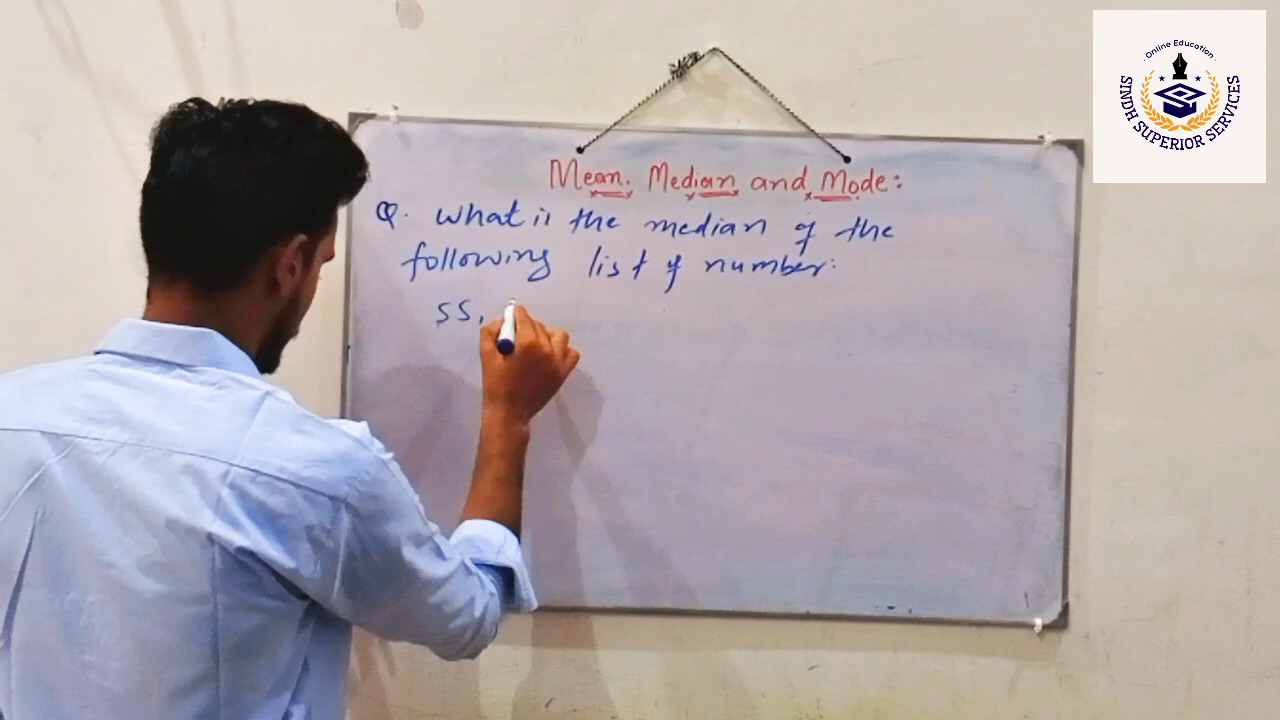 Mean, Median and Mode:
Q. What is the median of the
following list of number:
55,
Online Education
SINDH SUPERIOR SERVICES